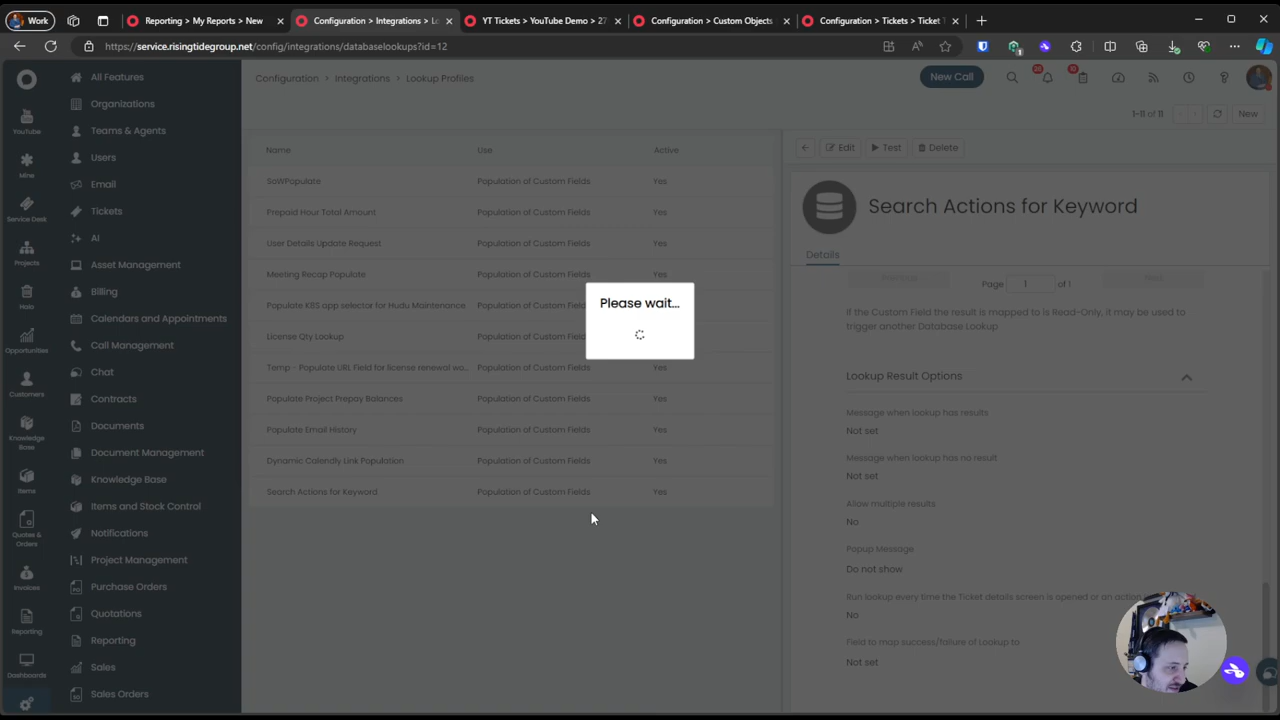 Work
Reporting > My Reports > New
Configuration > Integrations > Lo
YT Tickets > YouTube Demo > 27
Configuration > Custom Objects
Configuration > Tickets > Ticket T
https://service.risingtidegroup.net/config/integrations/databaselookups?id=12
Configuration > Integrations > Lookup Profiles
New Call
1-11 of 11
New
YouTube
Mine
Service Desk
Projects
Halo
Opportunities
Customers
Knowledge Base
Items
Quotes & Orders
Invoices
Reporting
Dashboards
All Features
Organizations
Teams & Agents
Users
Email
Tickets
AI
Asset Management
Billing
Calendars and Appointments
Call Management
Chat
Contracts
Documents
Document Management
Knowledge Base
Items and Stock Control
Notifications
Project Management
Purchase Orders
Quotations
Reporting
Sales
Sales Orders
Name Use Active
SoWPopulate Population of Custom Fields Yes
Prepaid Hour Total Amount Population of Custom Fields Yes
User Details Update Request Population of Custom Fields Yes
Meeting Recap Populate Population of Custom Fields Yes
Populate KBS app selector for Hudu Maintenance Population of Custom Fields Yes
License Qty Lookup Population of Custom Fields Yes
Temp - Populate URL Field for license renewal wo... Population of Custom Fields Yes
Populate Project Prepay Balances Population of Custom Fields Yes
Populate Email History Population of Custom Fields Yes
Dynamic Calendly Link Population Population of Custom Fields Yes
Search Actions for Keyword Population of Custom Fields Yes
Please wait...
Edit Test Delete
Search Actions for Keyword
Details
Page 1 of 1
If the Custom Field the result is mapped to is Read-Only, it may be used to
trigger another Database Lookup
Lookup Result Options
Message when lookup has results
Not set
Message when lookup has no result
Not set
Allow multiple results
No
Popup Message
Do not show
Run lookup every time the Ticket details screen is opened or an action
No
Field to map success/failure of Lookup to
Not set